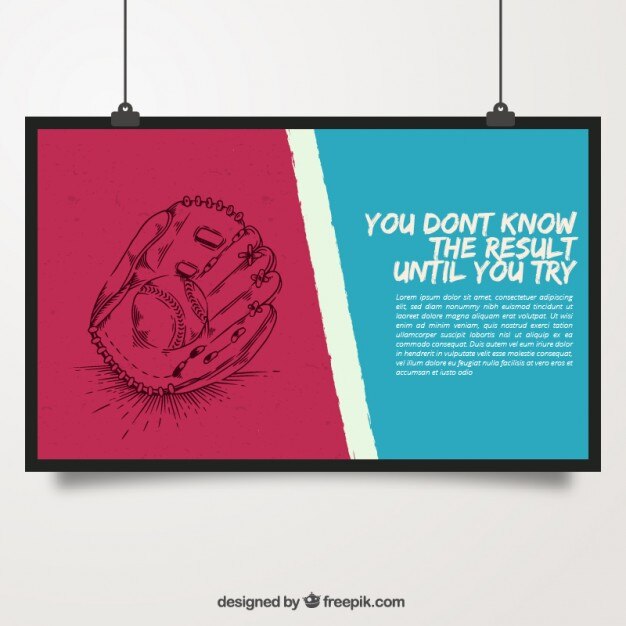 YOU DONT KNOW
THE RESULT
UNTIL YOU TRY
Lorem ipsum dolor sit amet, consectetuer adipiscing
elit, sed diam nonummy nibh euismod tincidunt ut
laoreet dolore magna aliquam erat volutpat. Ut wisi
enim ad minim veniam, quis nostrud exerci tation
ullamcorper suscipit lobortis nisl ut aliquip ex ea
commodo consequat. Duis autem vel eum iriure dolor
in hendrerit in vulputate velit esse molestie consequat,
vel illum dolore eu feugiat nulla facilisis at vero eros et
accumsan et iusto odio
designed by freepik.com